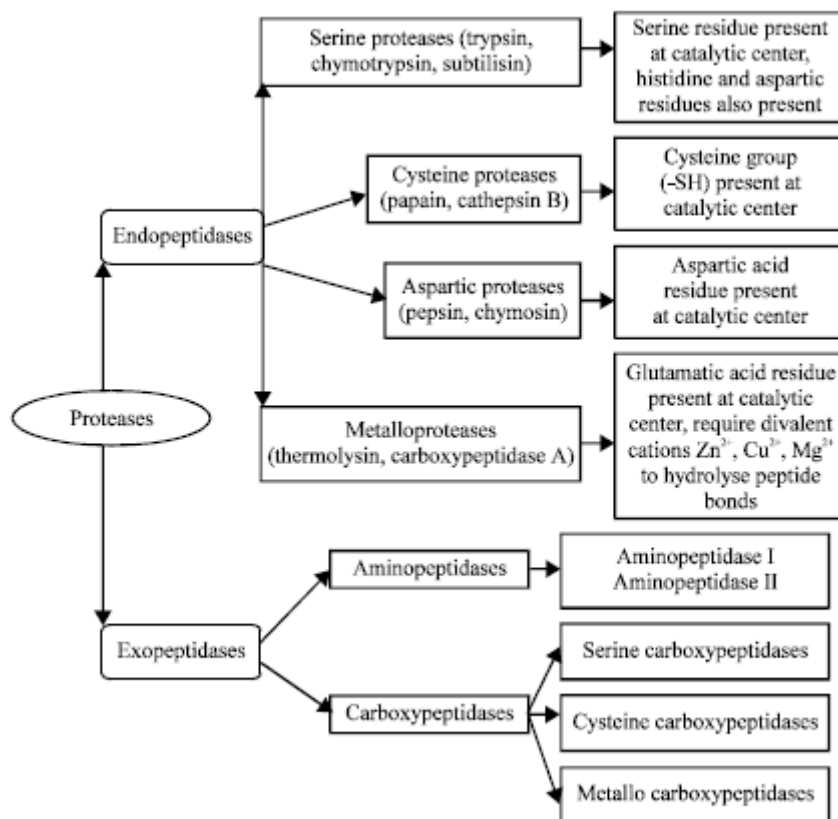 Serine proteases (trypsin,
chymotrypsin, subtilisin)
Serine residue present
at catalytic center,
histidine and aspartic
residues also present
Cysteine proteases
(papain, cathepsin B)
Cysteine group
(-SH) present at
catalytic center
Endopeptidases
Aspartic proteases
(pepsin, chymosin)
Aspartic acid
residue present
at catalytic center
Proteases
Metalloproteases
(thermolysin, carboxypeptidase A)
Glutamatic acid residue
present at catalytic
center, require divalent
cations Zn²⁺, Cu²⁺, Mg²⁺
to hydrolyse peptide
bonds
Aminopeptidases
Aminopeptidase I
Aminopeptidase II
Exopeptidases
Carboxypeptidases
Serine carboxypeptidases
Cysteine carboxypeptidases
Metallo carboxypeptidases